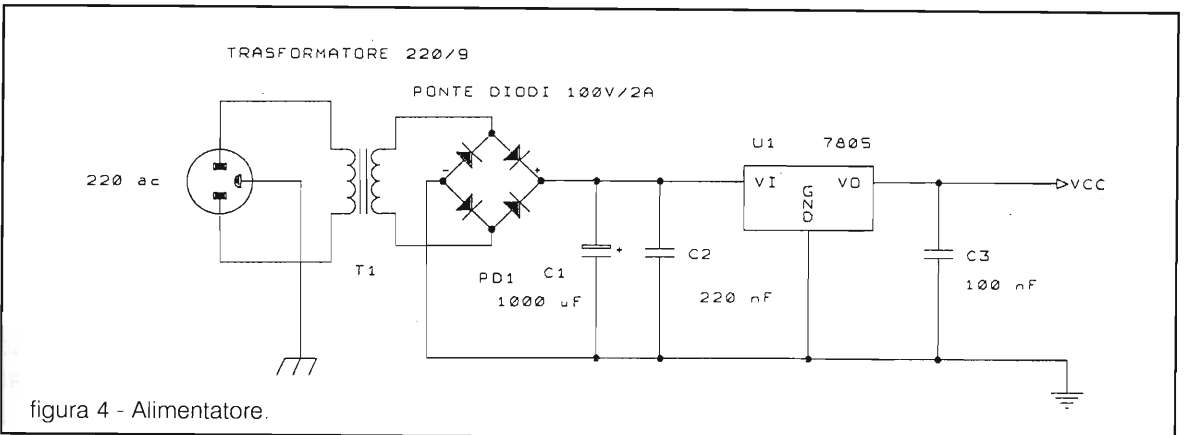 TRASFORMATORE 220/9
PONTE DIODI 100V/2A
U1 7805
220 ac
- +
VI GND VO
VCC
T1
PD1 C1 +
1000 uF
C2
220 nF
C3
100 nF
figura 4 - Alimentatore.